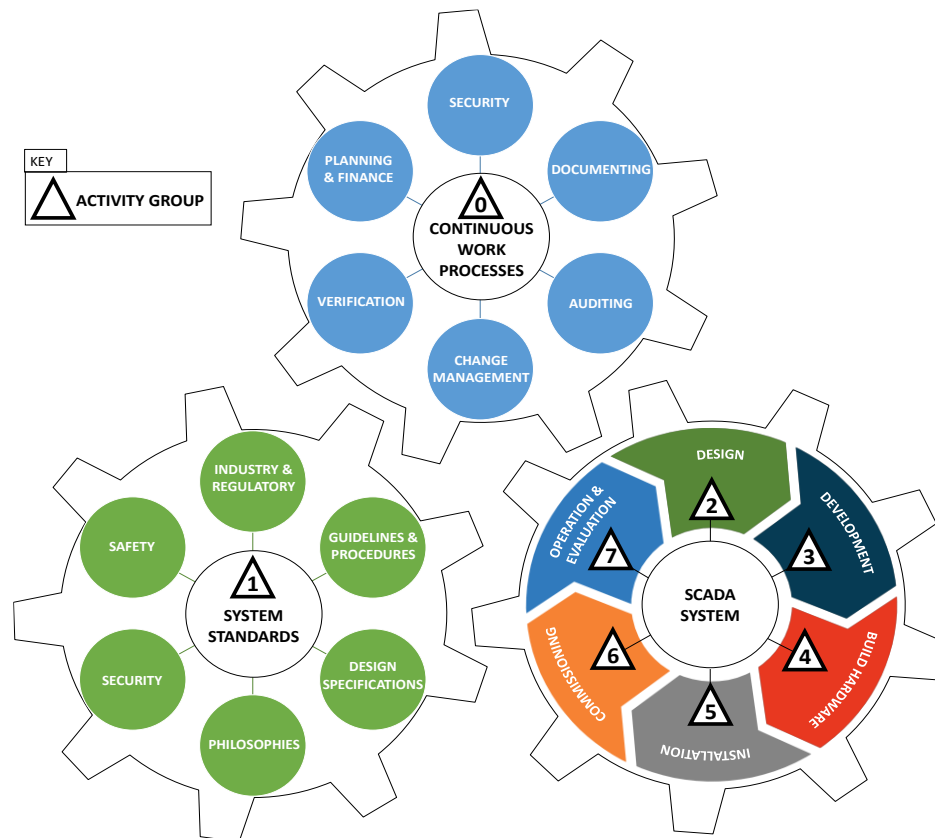 KEY
ACTIVITY GROUP
SECURITY
PLANNING
& FINANCE
DOCUMENTING
0
CONTINUOUS
WORK
PROCESSES
VERIFICATION
AUDITING
CHANGE
MANAGEMENT
INDUSTRY &
REGULATORY
SAFETY
GUIDELINES &
PROCEDURES
1
SYSTEM
STANDARDS
SECURITY
DESIGN
SPECIFICATIONS
PHILOSOPHIES
DESIGN
2
DEVELOPMENT
3
BUILD HARDWARE
4
INSTALLATION
5
COMMISSIONING
6
OPERATION &
EVALUATION
7
SCADA
SYSTEM